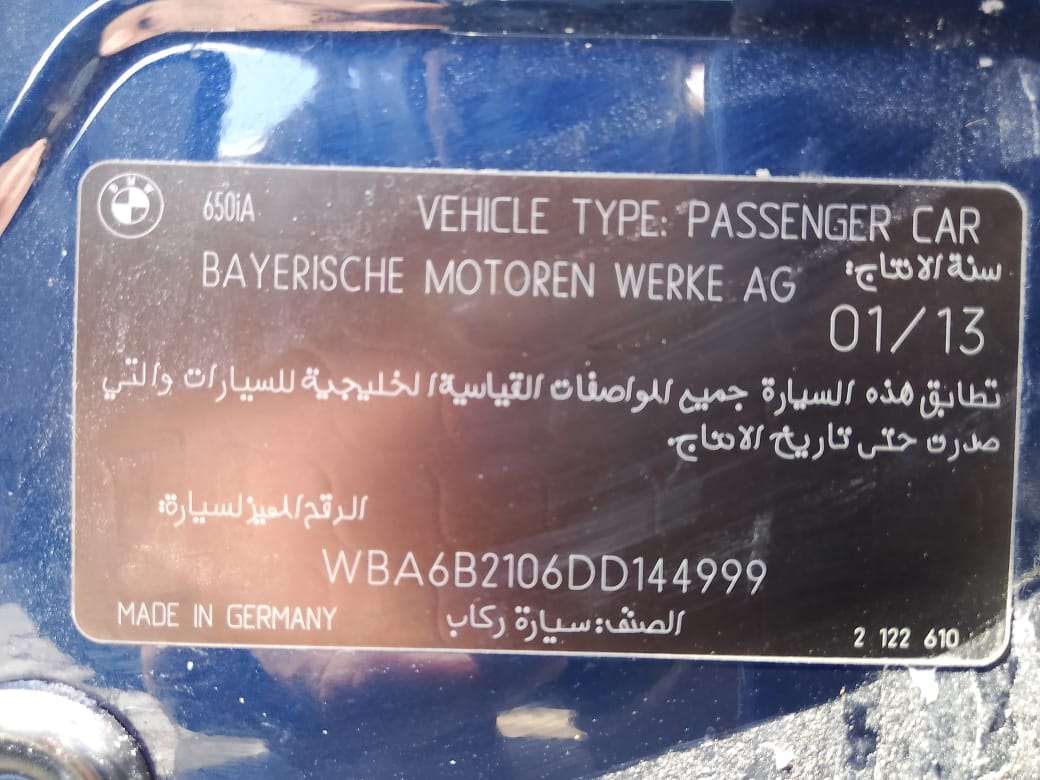 BMW
650iA
VEHICLE TYPE: PASSENGER CAR
BAYERISCHE MOTOREN WERKE AG
سنة الانتاج:
01/13
تطابق هذه السيارة جميع المواصفات القياسية الخليجية للسيارات والتي
صدرت حتى تاريخ الانتاج.
الرقم المميز لسيارة:
WBA6B2106DD144999
MADE IN GERMANY
الصنف: سيارة ركاب
2 122 610